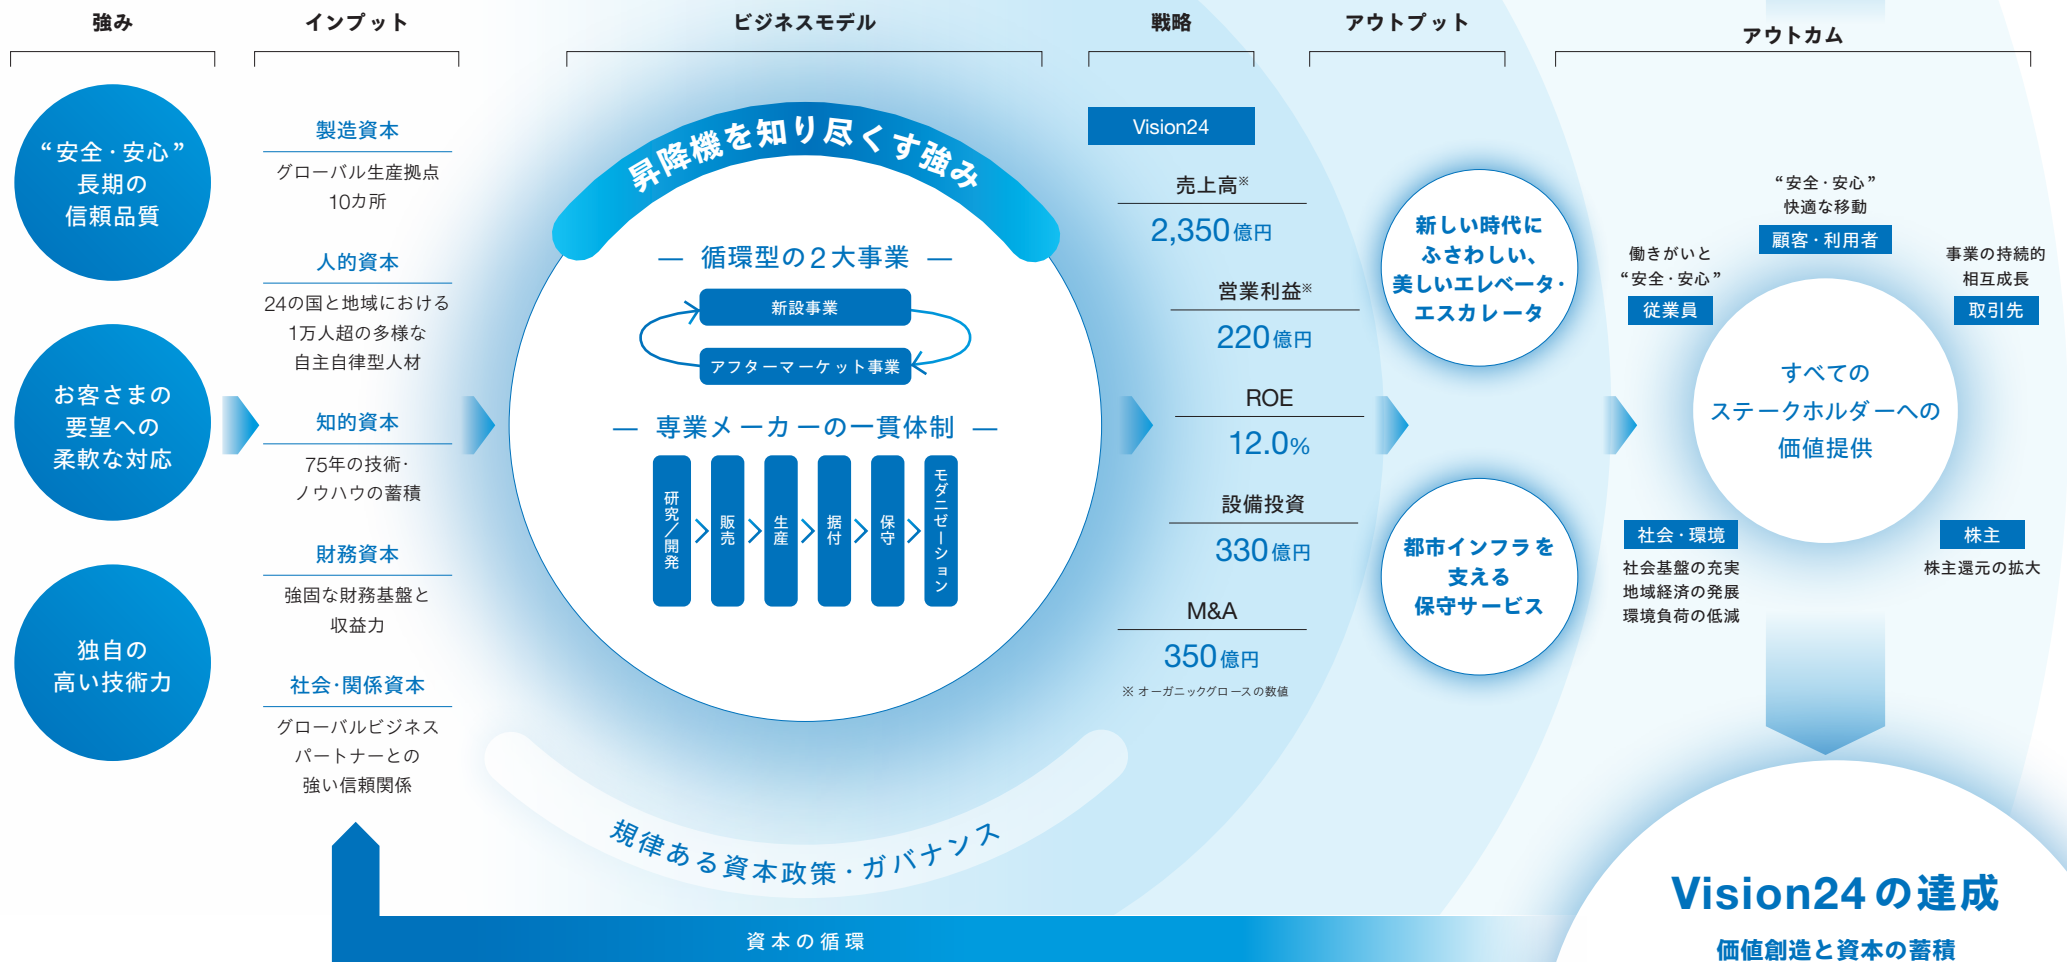 強み
インプット
ビジネスモデル
戦略
アウトプット
アウトカム
“安全・安心”
長期の
信頼品質
お客さまの
要望への
柔軟な対応
独自の
高い技術力
製造資本
グローバル生産拠点
10カ所
人的資本
24の国と地域における
1万人超の多様な
自主自律型人材
知的資本
75年の技術・
ノウハウの蓄積
財務資本
強固な財務基盤と
収益力
社会・関係資本
グローバルビジネス
パートナーとの
強い信頼関係
昇降機を知り尽くす強み
― 循環型の2大事業 ―
新設事業
アフターマーケット事業
― 専業メーカーの一貫体制 ―
研究／開発
販売
生産
据付
保守
モダニゼーション
規律ある資本政策・ガバナンス
Vision24
売上高※
2,350億円
営業利益※
220億円
ROE
12.0%
設備投資
330億円
M&A
350億円
※ オーガニックグロースの数値
新しい時代に
ふさわしい、
美しいエレベータ・
エスカレータ
都市インフラを
支える
保守サービス
“安全・安心”
快適な移動
顧客・利用者
働きがいと
“安全・安心”
従業員
事業の持続的
相互成長
取引先
すべての
ステークホルダーへの
価値提供
社会・環境
社会基盤の充実
地域経済の発展
環境負荷の低減
株主
株主還元の拡大
Vision24の達成
価値創造と資本の蓄積
資本の循環